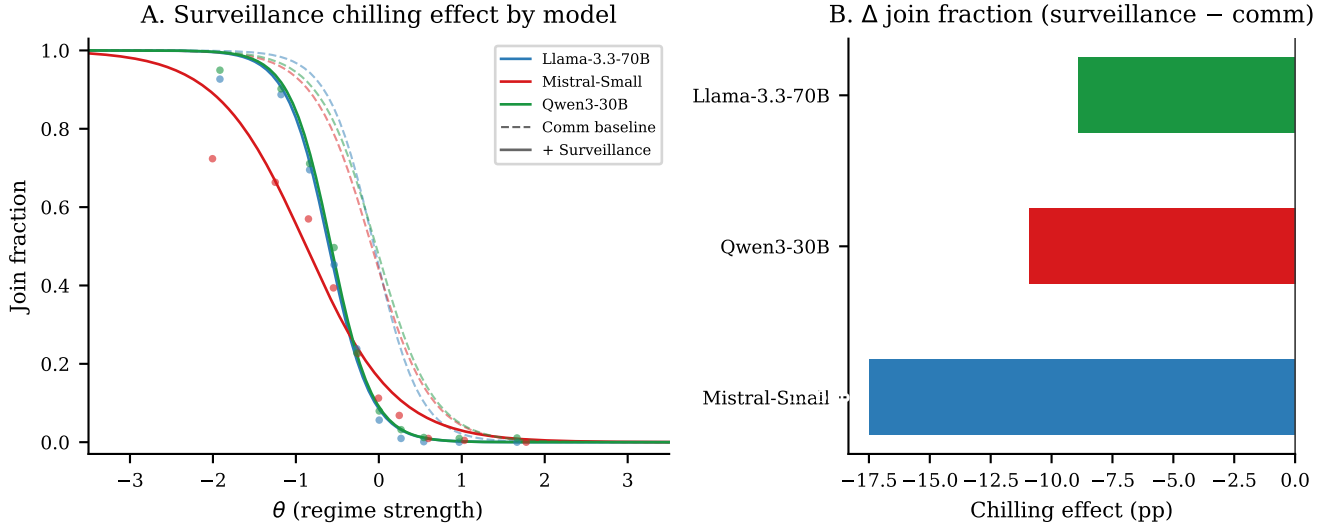 A. Surveillance chilling effect by model
Join fraction
1.0
0.8
0.6
0.4
0.2
0.0
Llama-3.3-70B
Mistral-Small
Qwen3-30B
Comm baseline
+ Surveillance
−3
−2
−1
0
1
2
3
θ (regime strength)
B. Δ join fraction (surveillance − comm)
Llama-3.3-70B
Qwen3-30B
Mistral-Small
−17.5
−15.0
−12.5
−10.0
−7.5
−5.0
−2.5
0.0
Chilling effect (pp)